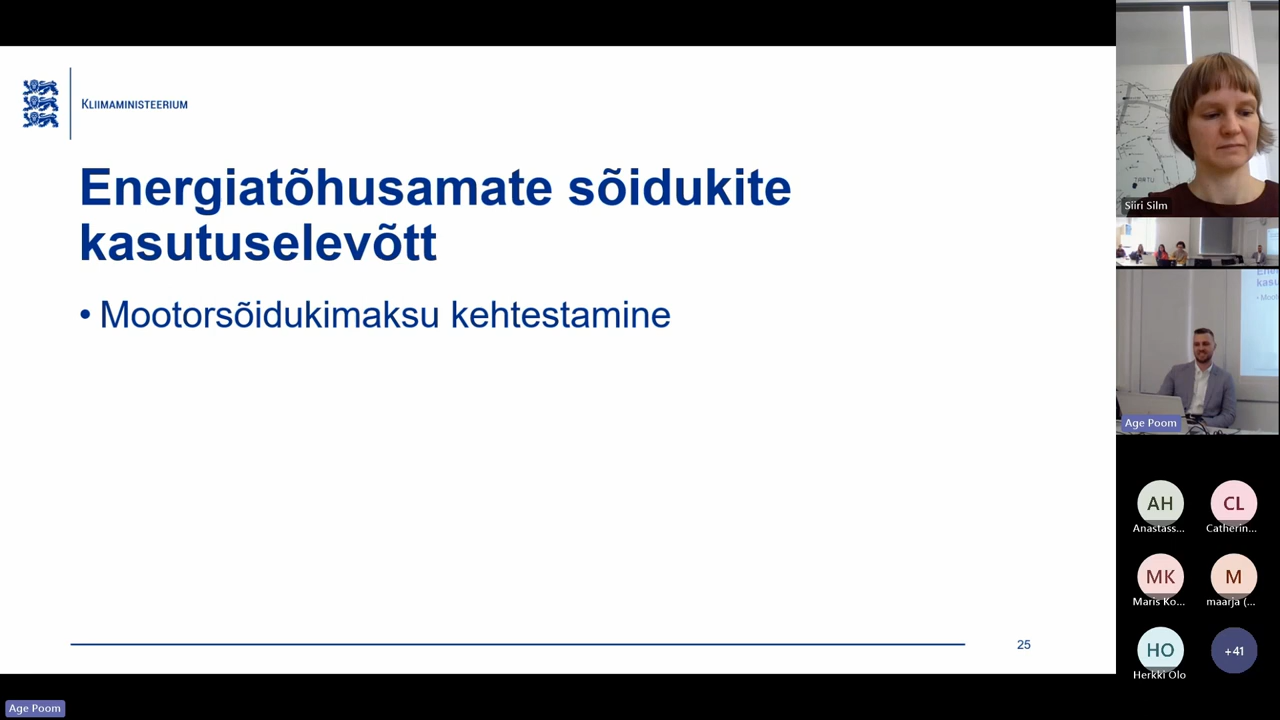 KLIIMAMINISTEERIUM
Energiatõhusamate sõidukite
kasutuselevõtt
• Mootorsõidukimaksu kehtestamine
25
Age Poom
TARTU
Siiri Silm
Age Poom
AH
Anastass...
CL
Catherin...
MK
Maris Ko...
M
maarja (...
HO
Herkki Olo
+41